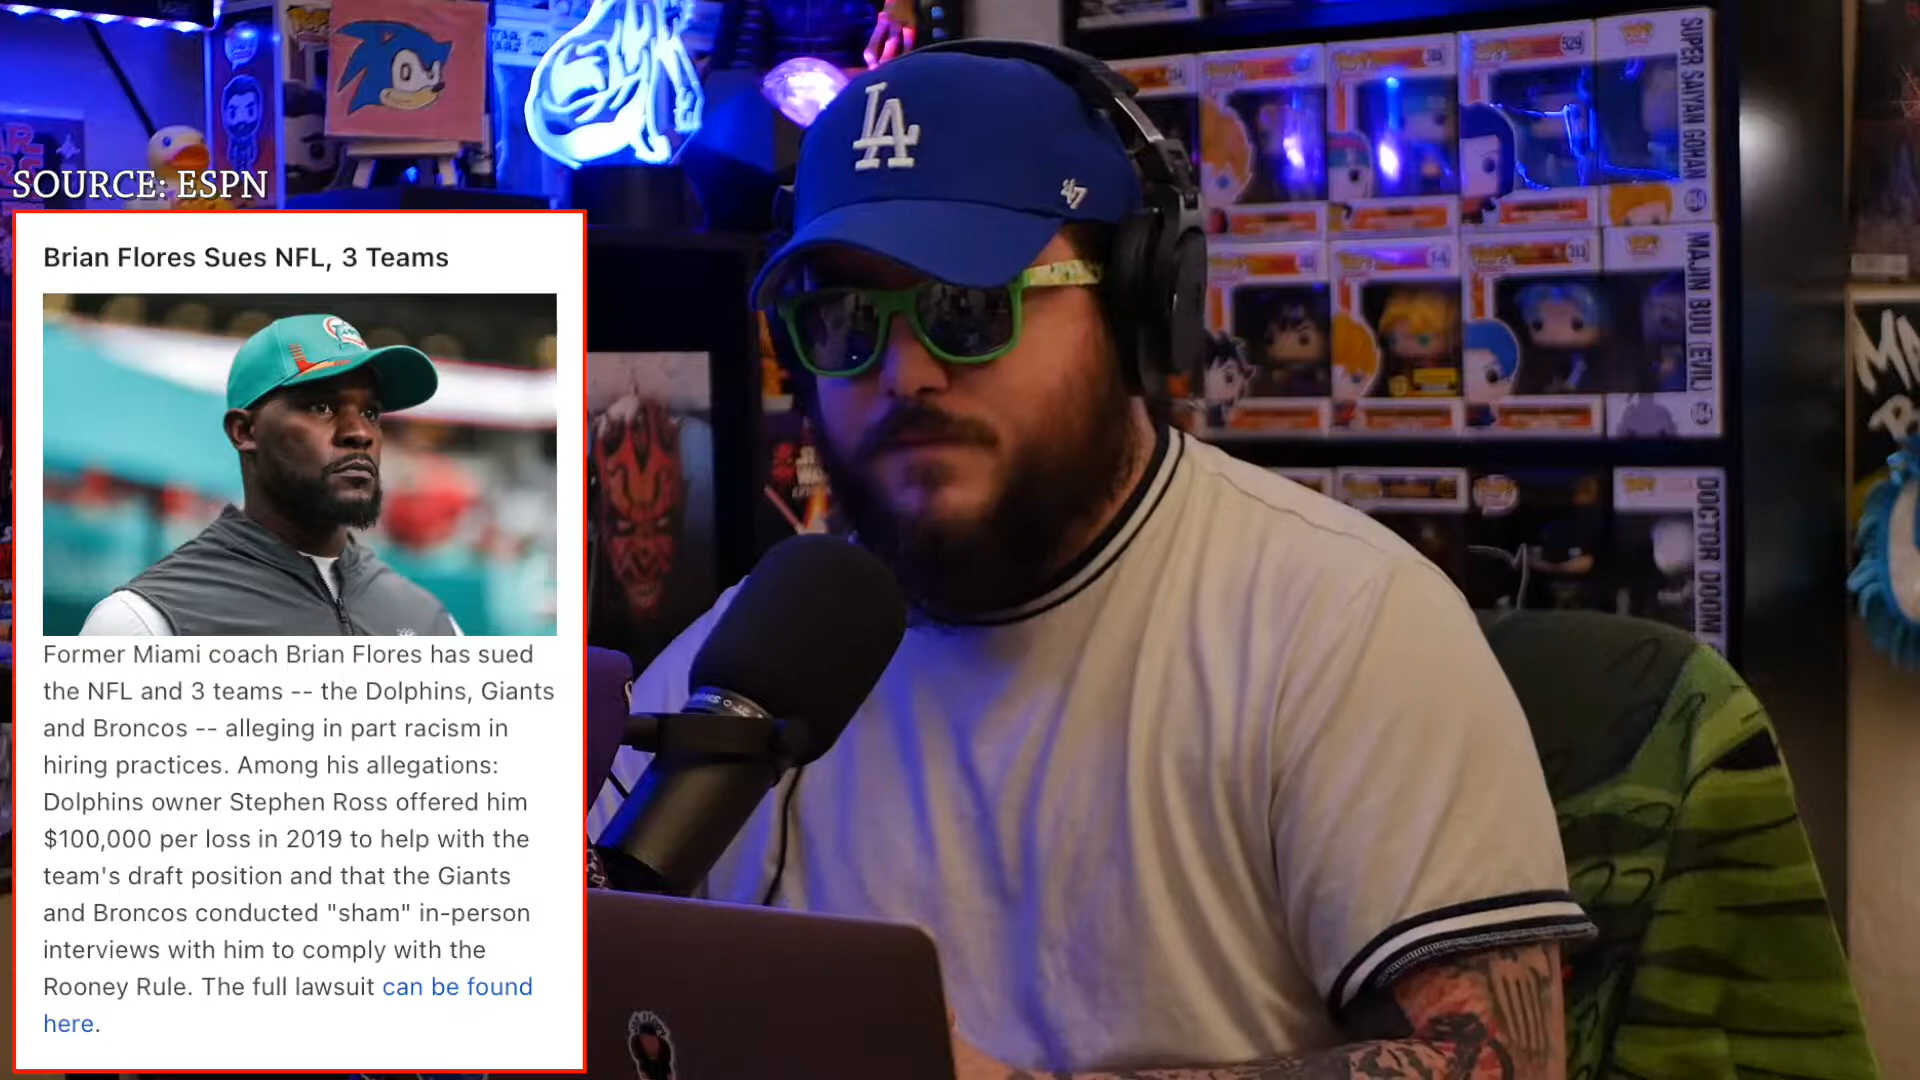 SOURCE: ESPN
Brian Flores Sues NFL, 3 Teams
Former Miami coach Brian Flores has sued
the NFL and 3 teams -- the Dolphins, Giants
and Broncos -- alleging in part racism in
hiring practices. Among his allegations:
Dolphins owner Stephen Ross offered him
$100,000 per loss in 2019 to help with the
team's draft position and that the Giants
and Broncos conducted "sham" in-person
interviews with him to comply with the
Rooney Rule. The full lawsuit can be found
here.
LA
47
SUPER SAIYAN GOHAN
MAJIN BUU (EVIL)
DOCTOR DOOM
529